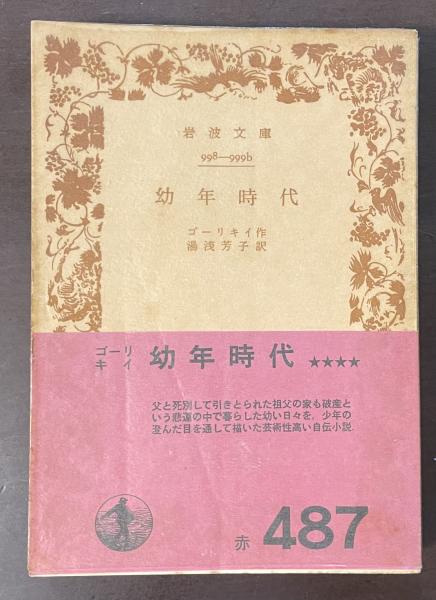 岩波文庫
998—999b
幼年時代
ゴーリキイ作
湯浅芳子訳
ゴーリ
キイ
幼年時代 ★★★★
父と死別して引きとられた祖父の家も破産と
いう悲運の中で暮らした幼い日々を，少年の
澄んだ目を通して描いた芸術性高い自伝小説．
赤 487